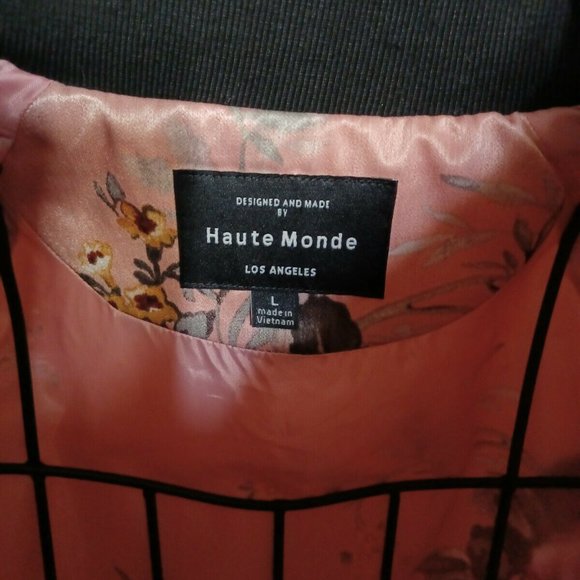 DESIGNED AND MADE
BY
Haute Monde
LOS ANGELES
L
made in
Vietnam